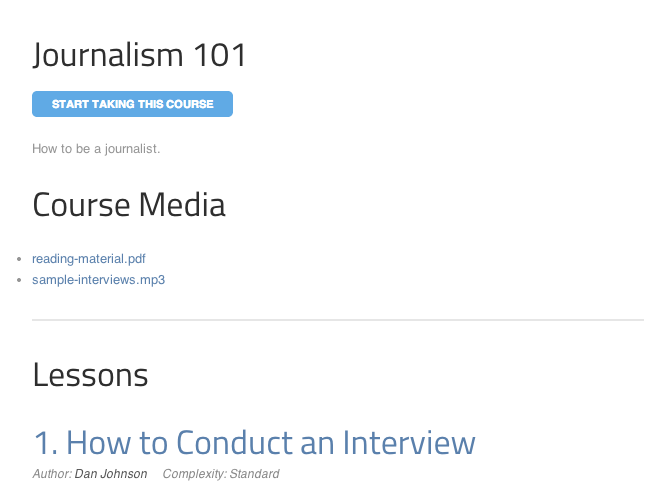 Journalism 101
START TAKING THIS COURSE
How to be a journalist.
Course Media
reading-material.pdf
sample-interviews.mp3
Lessons
1. How to Conduct an Interview
Author: Dan Johnson Complexity: Standard